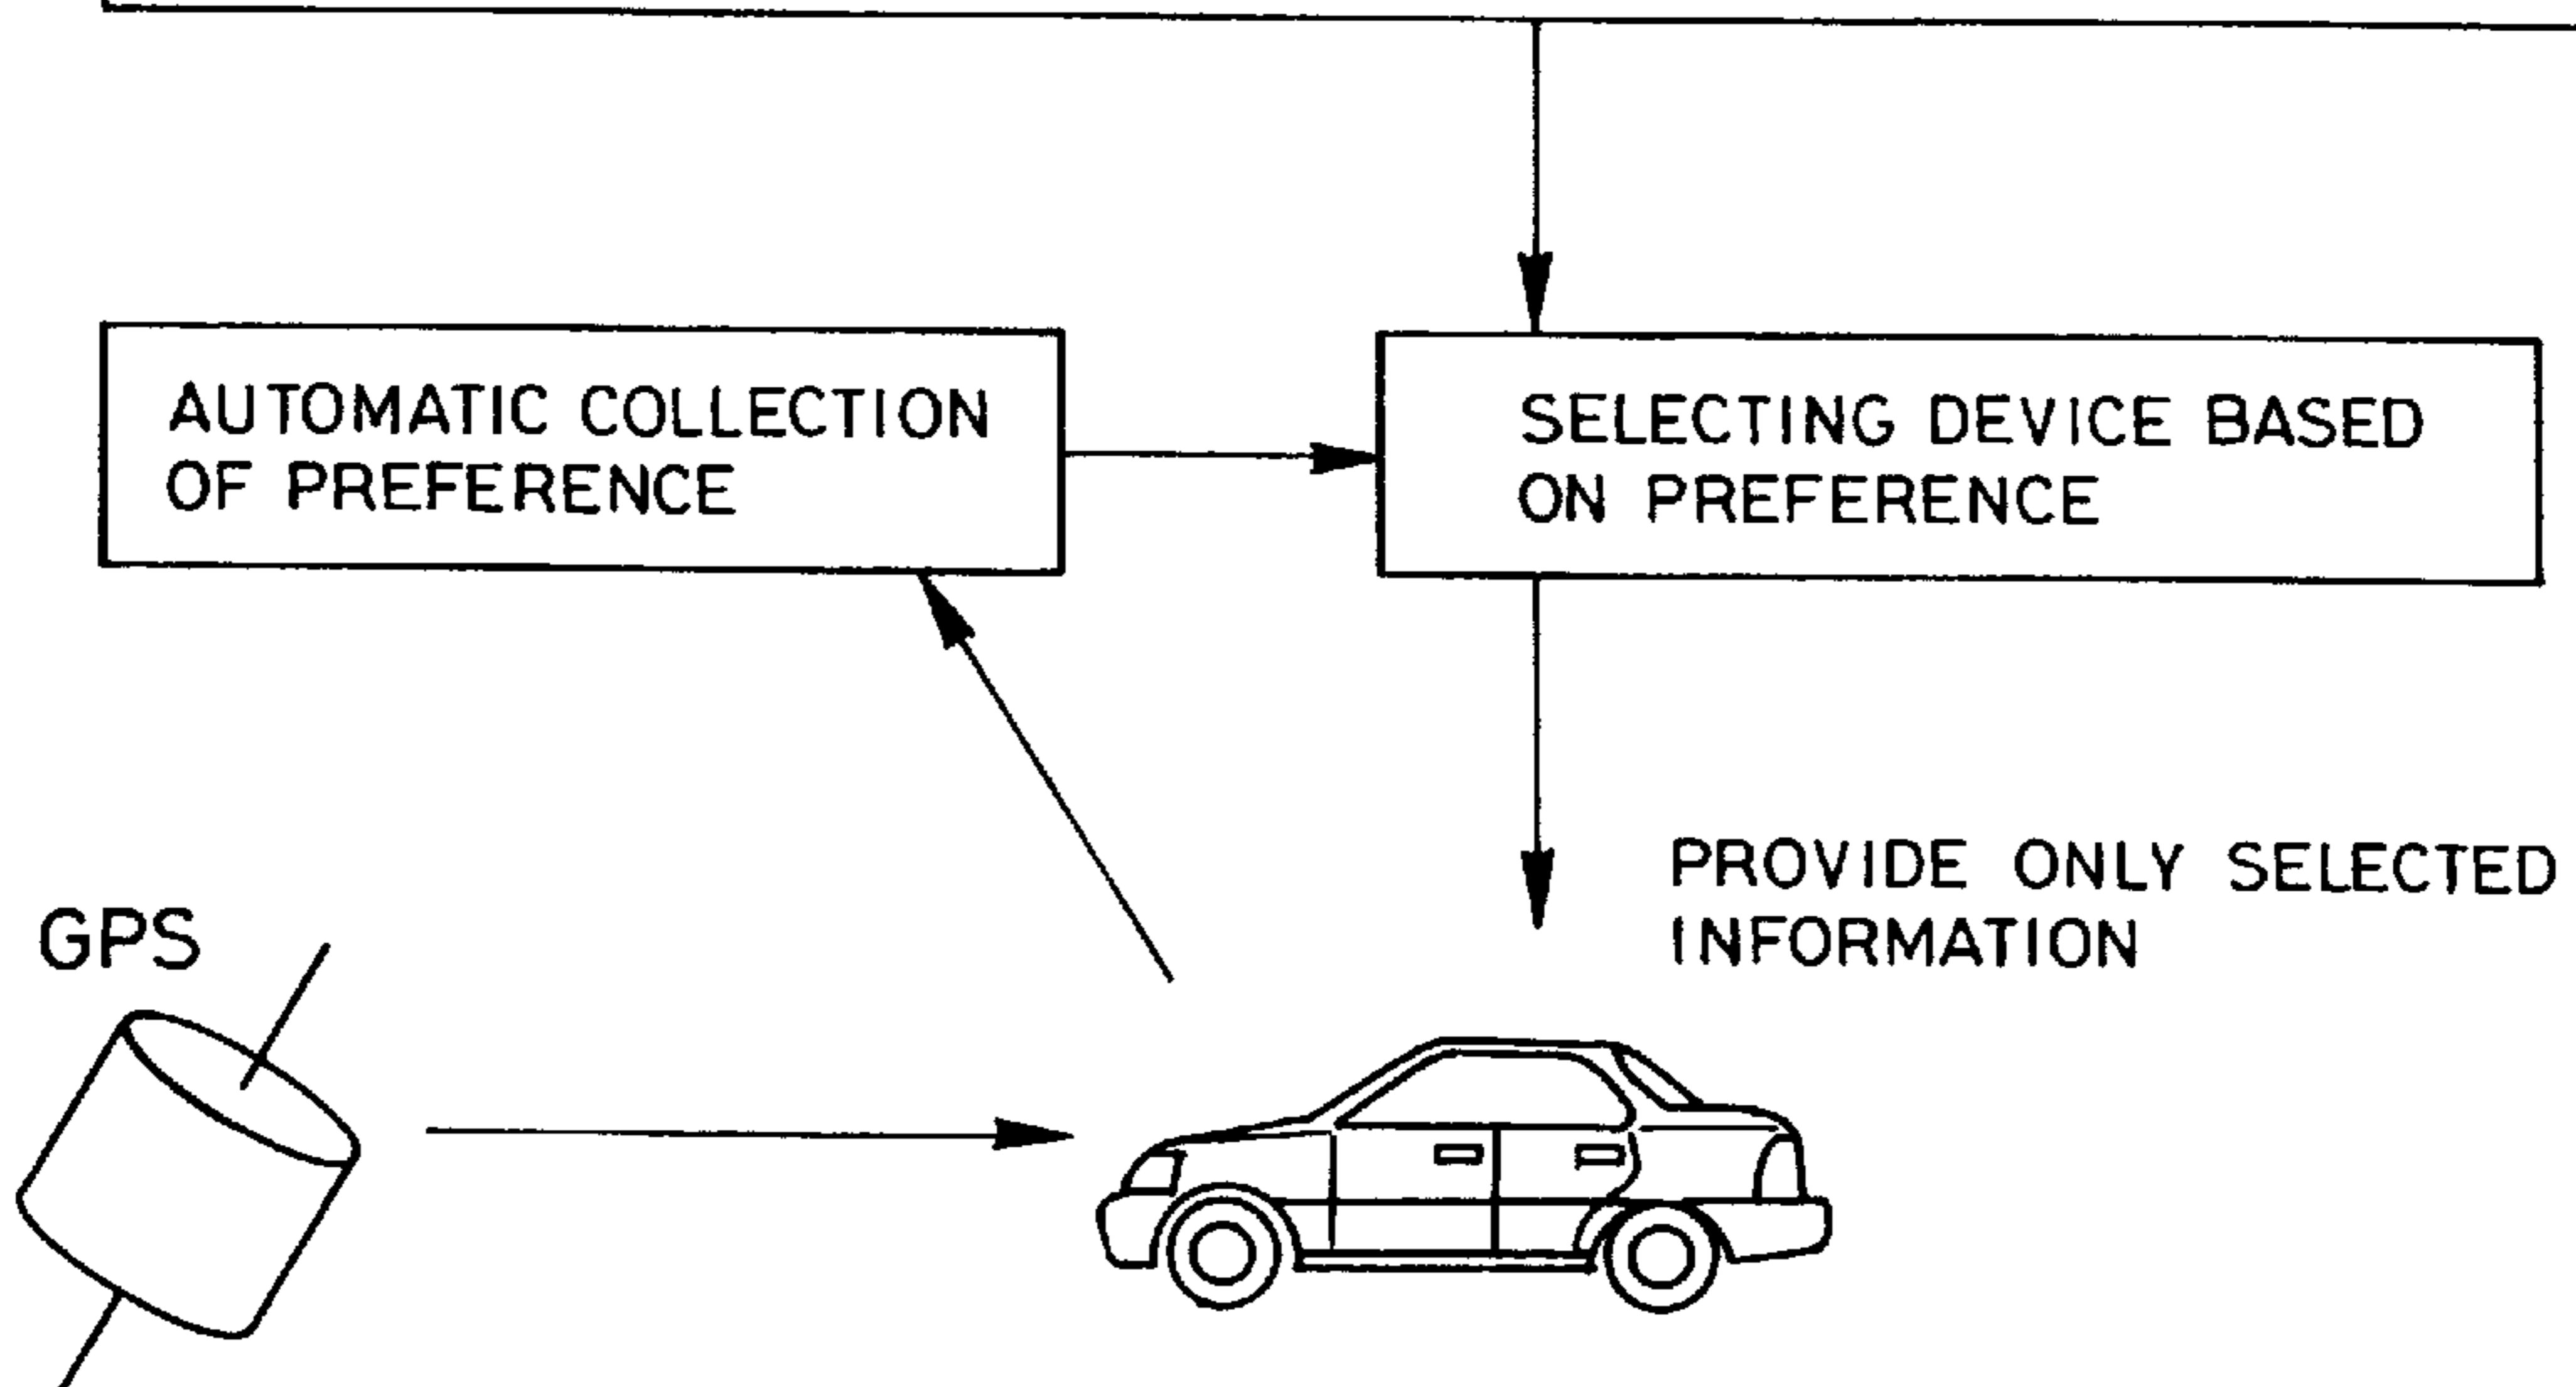 AUTOMATIC COLLECTION
OF PREFERENCE
SELECTING DEVICE BASED
ON PREFERENCE
PROVIDE ONLY SELECTED
INFORMATION
GPS